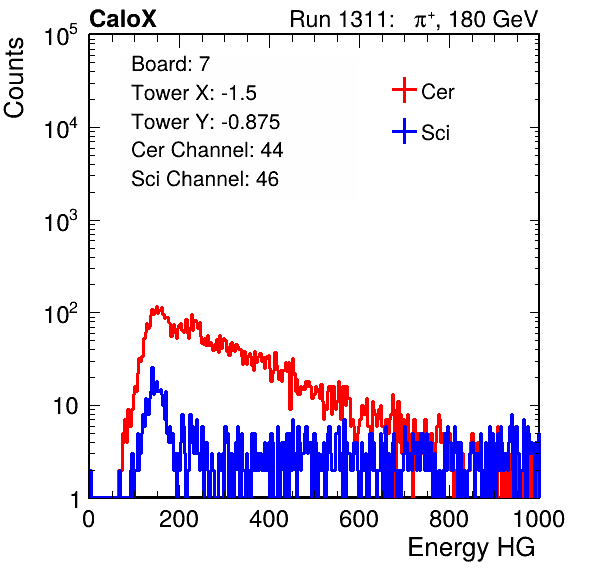 CaloX Run 1311: π⁺, 180 GeV
Counts
Board: 7
Tower X: -1.5
Tower Y: -0.875
Cer Channel: 44
Sci Channel: 46
Cer
Sci
10⁵
10⁴
10³
10²
10
1
0 200 400 600 800 1000
Energy HG